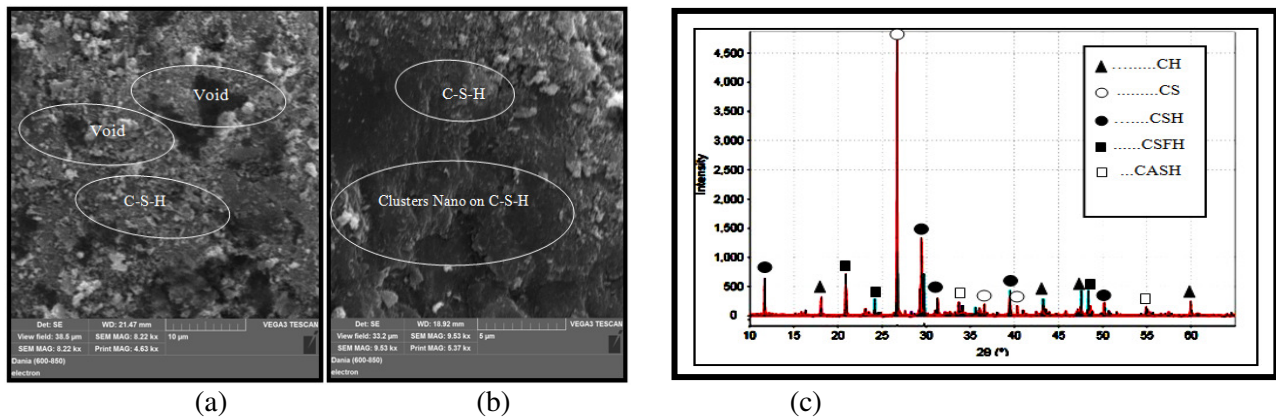 Void
Void
C-S-H
Det: SE WD: 21.47 mm VEGA3 TESCAN
View field: 38.5 µm SEM MAG: 8.22 kx 10 µm
SEM MAG: 8.22 kx Print MAG: 4.63 kx
Dania (600-850)
electron
(a)
C-S-H
Clusters Nano on C-S-H
Det: SE WD: 18.92 mm VEGA3 TESCAN
View field: 33.2 µm SEM MAG: 9.53 kx 5 µm
SEM MAG: 9.53 kx Print MAG: 5.37 kx
Dania (600-850)
electron
(b)
4,500
4,000
3,500
3,000
2,500
2,000
1,500
1,000
500
0
Intensity
10 15 20 25 30 35 40 45 50 55 60
2θ (°)
..........CH
..........CS
..........CSH
.......CSFH
...CASH
(c)